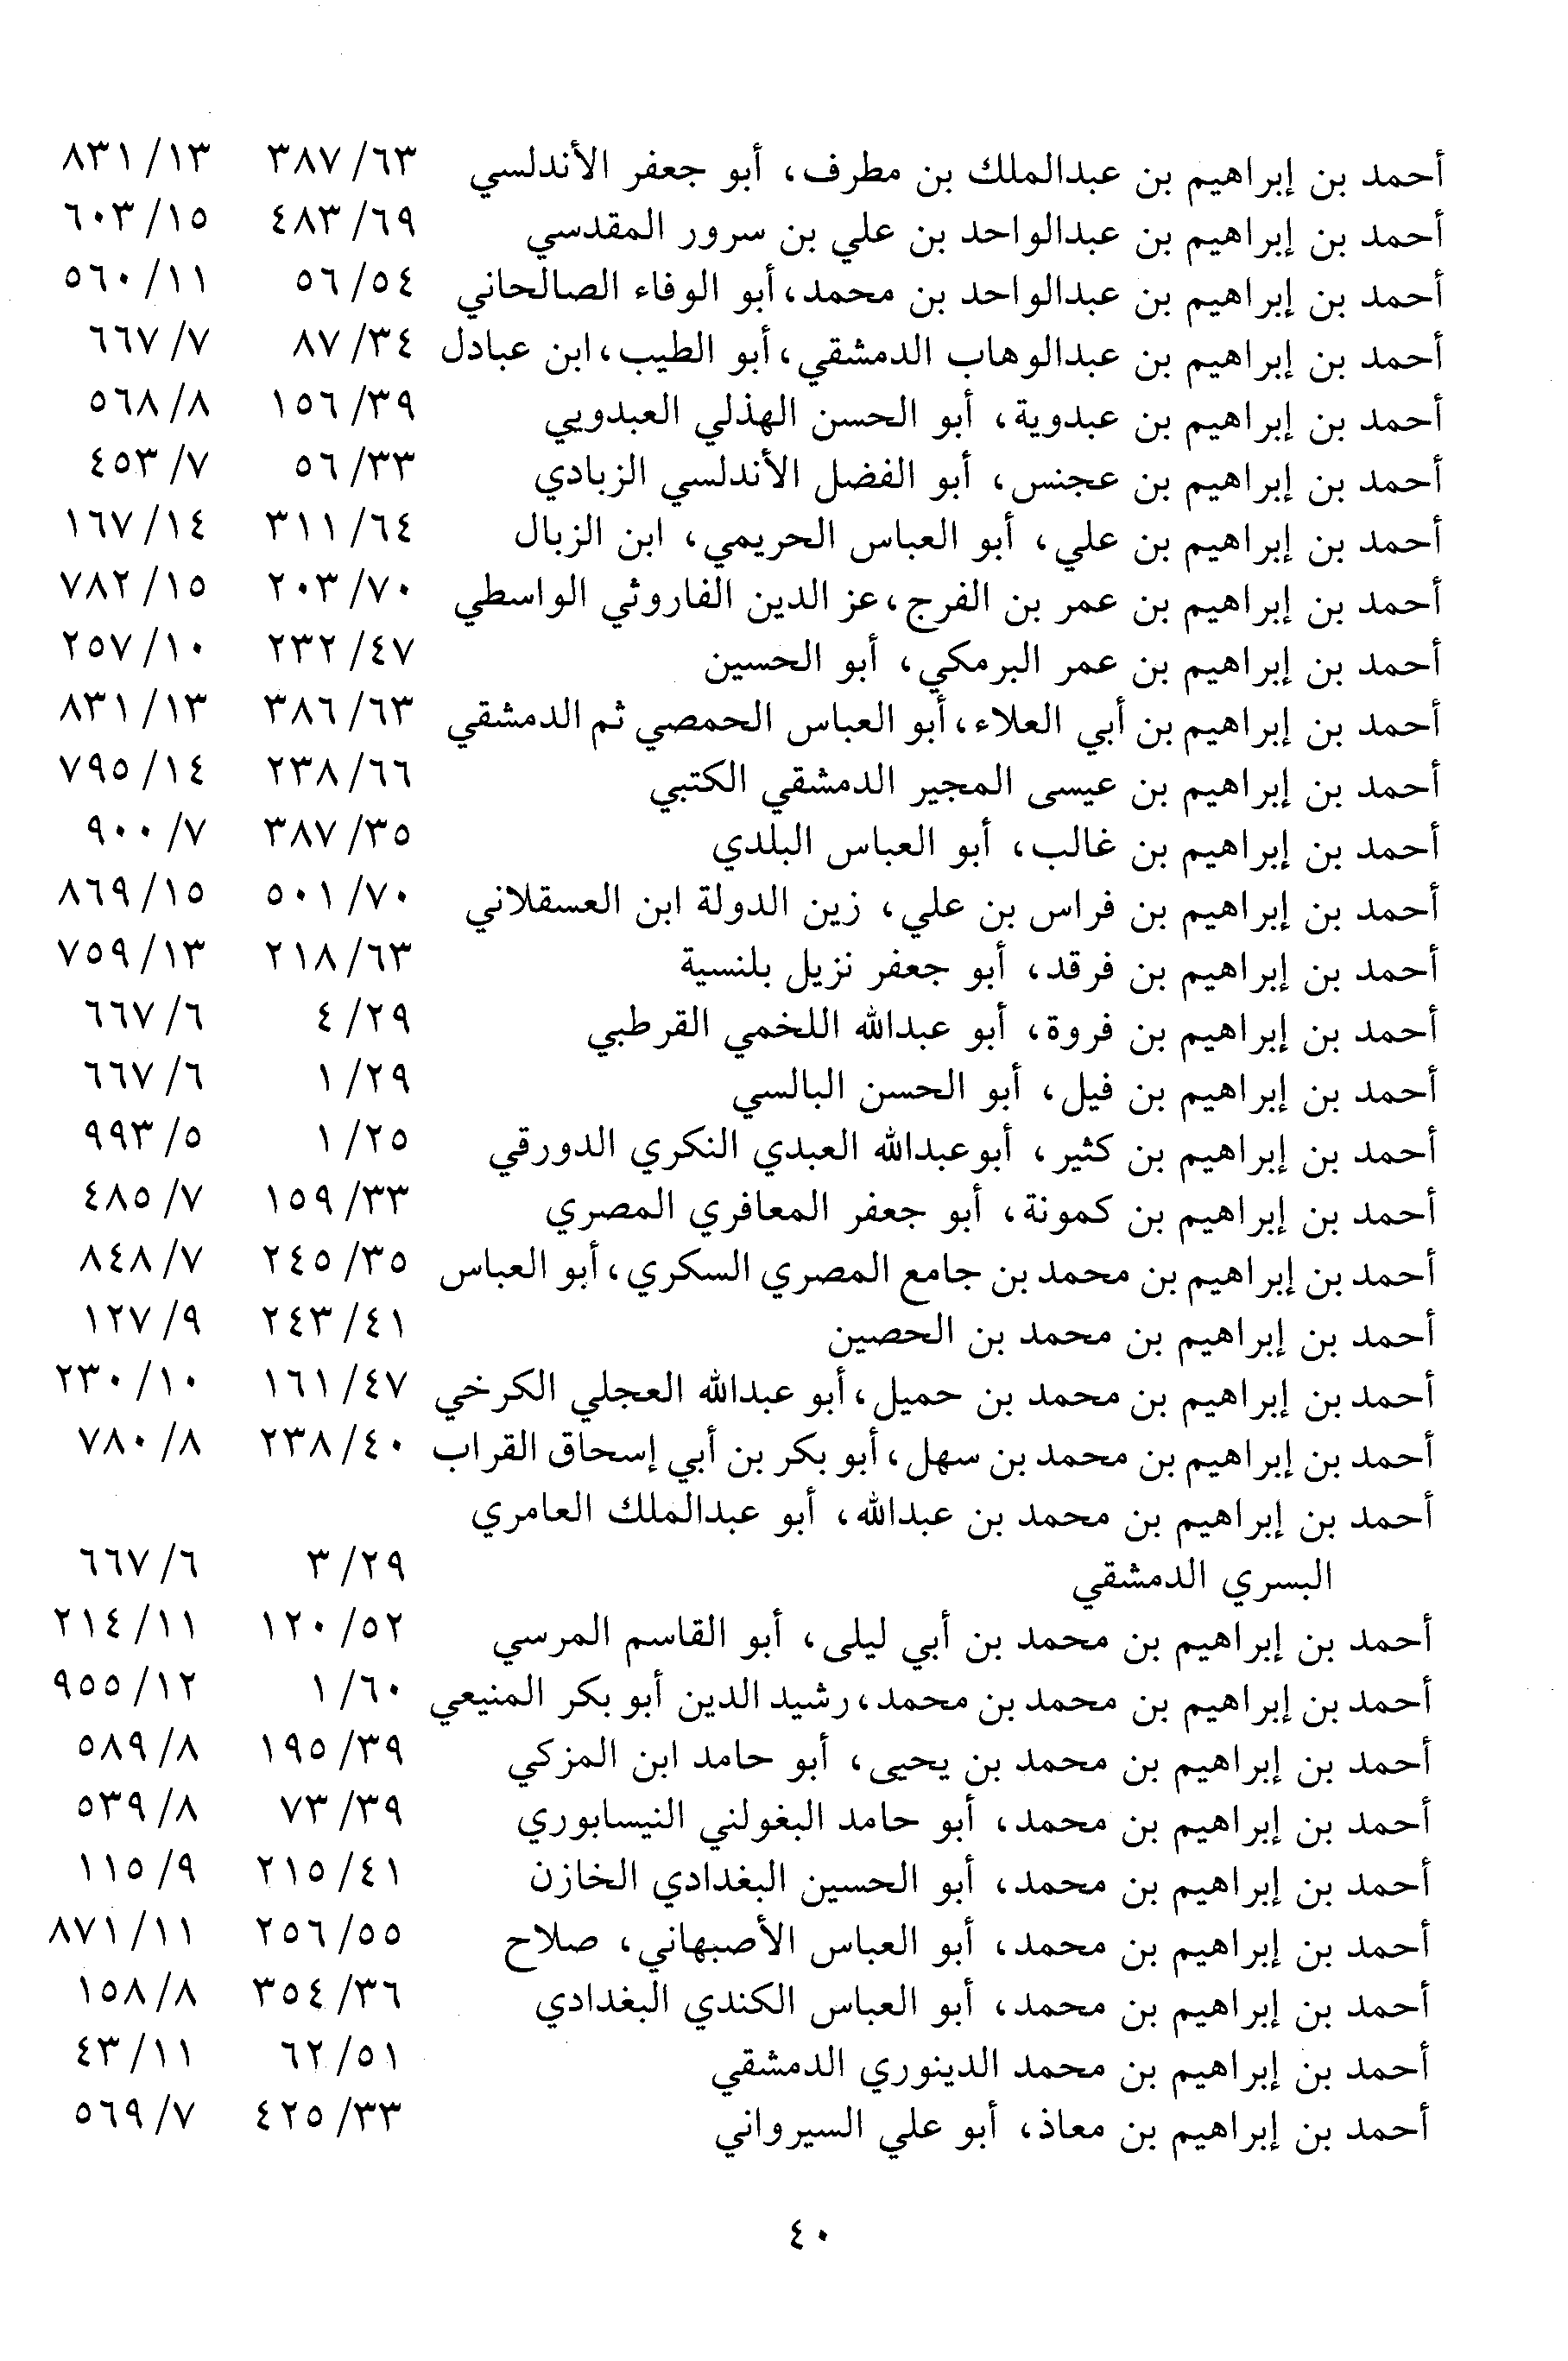 أحمد بن إبراهيم بن عبدالملك بن مطرف، أبو جعفر الأندلسي ٦٣/ ٣٨٧ ١٣/ ٨٣١
أحمد بن إبراهيم بن عبدالواحد بن علي بن سرور المقدسي ٦٩/ ٤٨٣ ١٥/ ٦٠٣
أحمد بن إبراهيم بن عبدالواحد بن محمد، أبو الوفاء الصالحاني ٥٤/ ٥٦ ١١/ ٥٦٠
أحمد بن إبراهيم بن عبدالوهاب الدمشقي، أبو الطيب، ابن عبادل ٣٤/ ٨٧ ٧/ ٦٦٧
أحمد بن إبراهيم بن عبدوية، أبو الحسن الهذلي العبدويي ٣٩/ ١٥٦ ٨/ ٥٦٨
أحمد بن إبراهيم بن عجنس، أبو الفضل الأندلسي الزبادي ٣٣/ ٥٦ ٧/ ٤٥٣
أحمد بن إبراهيم بن علي، أبو العباس الحريمي، ابن الزبال ٦٤/ ٣١١ ١٤/ ١٦٧
أحمد بن إبراهيم بن عمر بن الفرج، عز الدين الفاروثي الواسطي ٧٠/ ٢٠٣ ١٥/ ٧٨٢
أحمد بن إبراهيم بن عمر البرمكي، أبو الحسين ٤٧/ ٢٣٢ ١٠/ ٢٥٧
أحمد بن إبراهيم بن أبي العلاء، أبو العباس الحمصي ثم الدمشقي ٦٣/ ٣٨٦ ١٣/ ٨٣١
أحمد بن إبراهيم بن عيسى المجير الدمشقي الكتبي ٦٦/ ٢٣٨ ١٤/ ٧٩٥
أحمد بن إبراهيم بن غالب، أبو العباس البلدي ٣٥/ ٣٨٧ ٧/ ٩٠٠
أحمد بن إبراهيم بن فراس بن علي، زين الدولة ابن العسقلاني ٧٠/ ٥٠١ ١٥/ ٨٦٩
أحمد بن إبراهيم بن فرقد، أبو جعفر نزيل بلنسية ٦٣/ ٢١٨ ١٣/ ٧٥٩
أحمد بن إبراهيم بن فروة، أبو عبدالله اللخمي القرطبي ٢٩/ ٤ ٦/ ٦٦٧
أحمد بن إبراهيم بن فيل، أبو الحسن البالسي ٢٩/ ١ ٦/ ٦٦٧
أحمد بن إبراهيم بن كثير، أبوعبدالله العبدي النكري الدورقي ٢٥/ ١ ٥/ ٩٩٣
أحمد بن إبراهيم بن كمونة، أبو جعفر المعافري المصري ٣٣/ ١٥٩ ٧/ ٤٨٥
أحمد بن إبراهيم بن محمد بن جامع المصري السكري، أبو العباس ٣٥/ ٢٤٥ ٧/ ٨٤٨
أحمد بن إبراهيم بن محمد بن الحصين ٤١/ ٢٤٣ ٩/ ١٢٧
أحمد بن إبراهيم بن محمد بن حميل، أبو عبدالله العجلي الكرخي ٤٧/ ١٦١ ١٠/ ٢٣٠
أحمد بن إبراهيم بن محمد بن سهل، أبو بكر بن أبي إسحاق القراب ٤٠/ ٢٣٨ ٨/ ٧٨٠
أحمد بن إبراهيم بن محمد بن عبدالله، أبو عبدالملك العامري
البسري الدمشقي ٢٩/ ٣ ٦/ ٦٦٧
أحمد بن إبراهيم بن محمد بن أبي ليلى، أبو القاسم المرسي ٥٢/ ١٢٠ ١١/ ٢١٤
أحمد بن إبراهيم بن محمد بن محمد، رشيد الدين أبو بكر المنيعي ٦٠/ ١ ١٢/ ٩٥٥
أحمد بن إبراهيم بن محمد بن يحيى، أبو حامد ابن المزكي ٣٩/ ١٩٥ ٨/ ٥٨٩
أحمد بن إبراهيم بن محمد، أبو حامد البغولني النيسابوري ٣٩/ ٧٣ ٨/ ٥٣٩
أحمد بن إبراهيم بن محمد، أبو الحسين البغدادي الخازن ٤١/ ٢١٥ ٩/ ١١٥
أحمد بن إبراهيم بن محمد، أبو العباس الأصبهاني، صلاح ٥٥/ ٢٥٦ ١١/ ٨٧١
أحمد بن إبراهيم بن محمد، أبو العباس الكندي البغدادي ٣٦/ ٣٥٤ ٨/ ١٥٨
أحمد بن إبراهيم بن محمد الدينوري الدمشقي ٥١/ ٦٢ ١١/ ٤٣
أحمد بن إبراهيم بن معاذ، أبو علي السيرواني ٣٣/ ٤٢٥ ٧/ ٥٦٩
٤٠